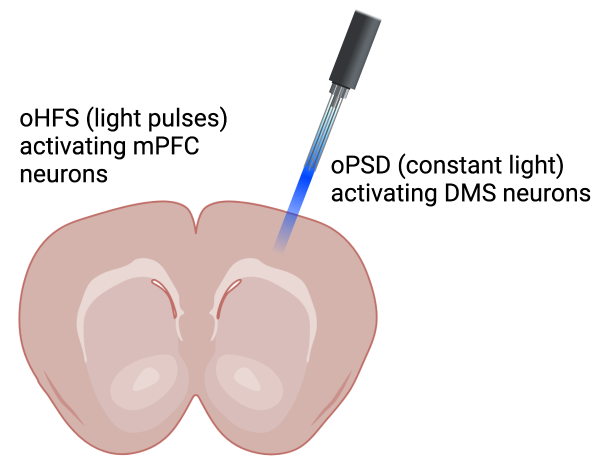 oHFS (light pulses)
activating mPFC
neurons
oPSD (constant light)
activating DMS neurons